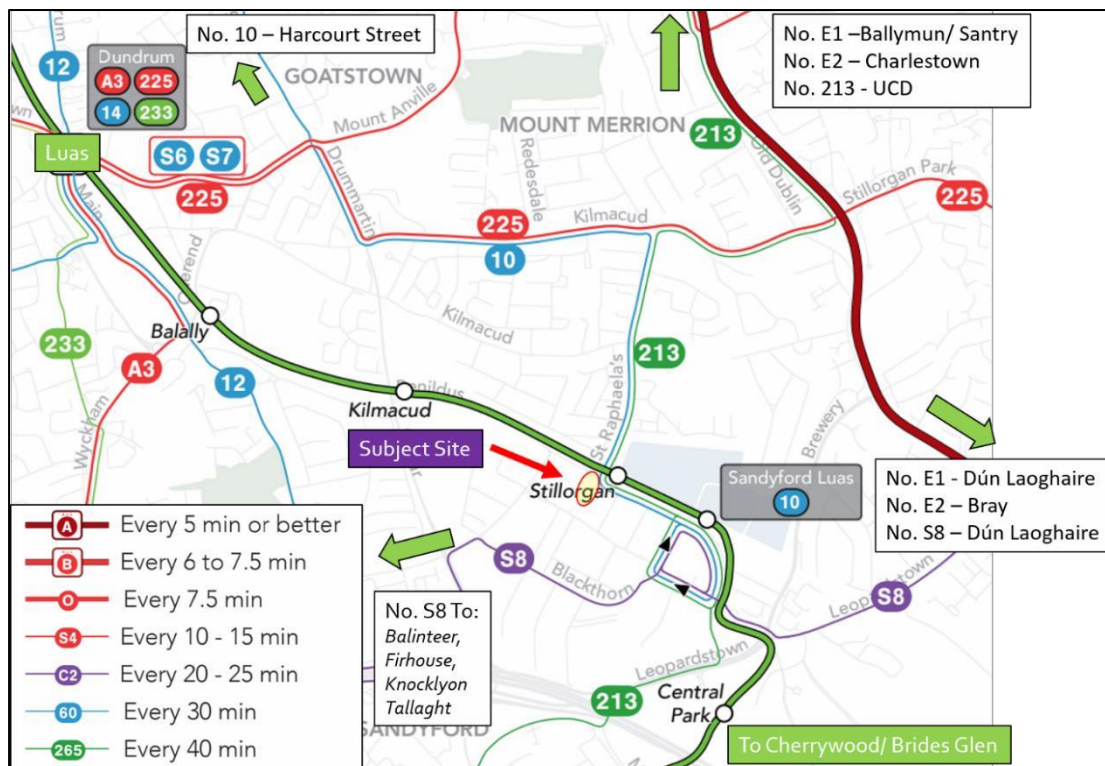 No. 10 – Harcourt Street
No. E1 –Ballymun/ Santry
No. E2 – Charlestown
No. 213 - UCD
12
Dundrum
A3 225
14 233
GOATSTOWN
Mount Anville
MOUNT MERRION
213
Old Dublin
Stillorgan Park
225
Luas
S6 S7
225
Main
Drummartin
Redesdale
Kilmacud
225
10
Balally
Kilmacud
233
A3
12
213
Wyckham
Kilmacud
St Raphaela's
Brewery
Subject Site
Stillorgan
Sandyford Luas
10
No. E1 - Dún Laoghaire
No. E2 – Bray
No. S8 – Dún Laoghaire
S8
Blackthorn
Leopardstown
S8
No. S8 To:
Balinteer,
Firhouse,
Knocklyon
Tallaght
Leopardstown
213
Central
Park
SANDYFORD
To Cherrywood/ Brides Glen
A Every 5 min or better
B Every 6 to 7.5 min
O Every 7.5 min
S4 Every 10 - 15 min
C2 Every 20 - 25 min
60 Every 30 min
265 Every 40 min